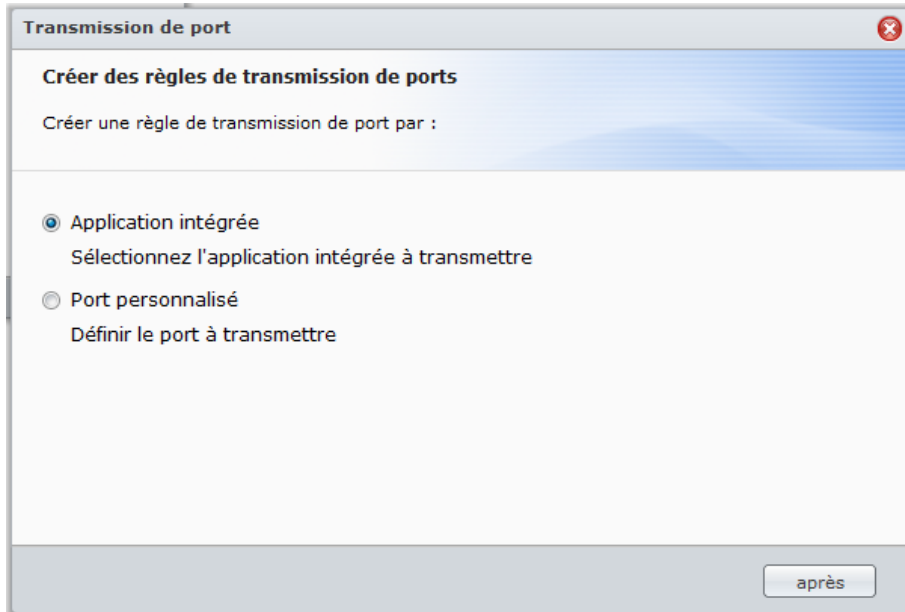 Transmission de port
Créer des règles de transmission de ports
Créer une règle de transmission de port par :
Application intégrée
Sélectionnez l'application intégrée à transmettre
Port personnalisé
Définir le port à transmettre
après